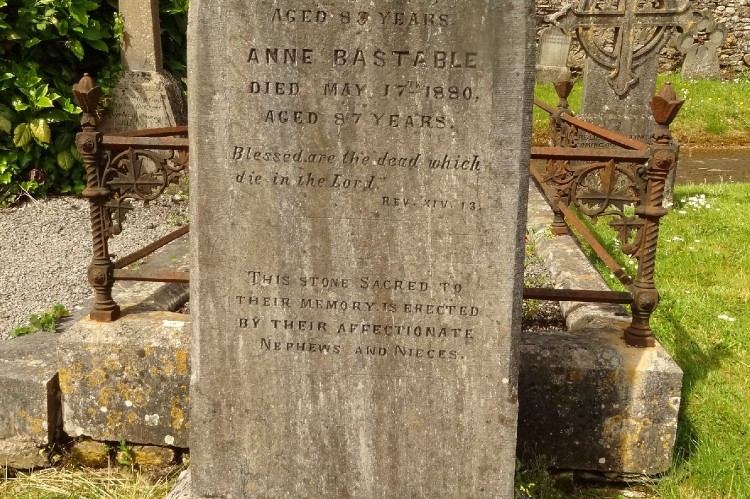 AGED 83 YEARS.
ANNE BASTABLE
DIED MAY 17TH 1880,
AGED 87 YEARS.
Blessed are the dead which
die in the Lord.
REV. XIV. 13.
THIS STONE SACRED TO
THEIR MEMORY IS ERECTED
BY THEIR AFFECTIONATE
NEPHEWS AND NIECES.